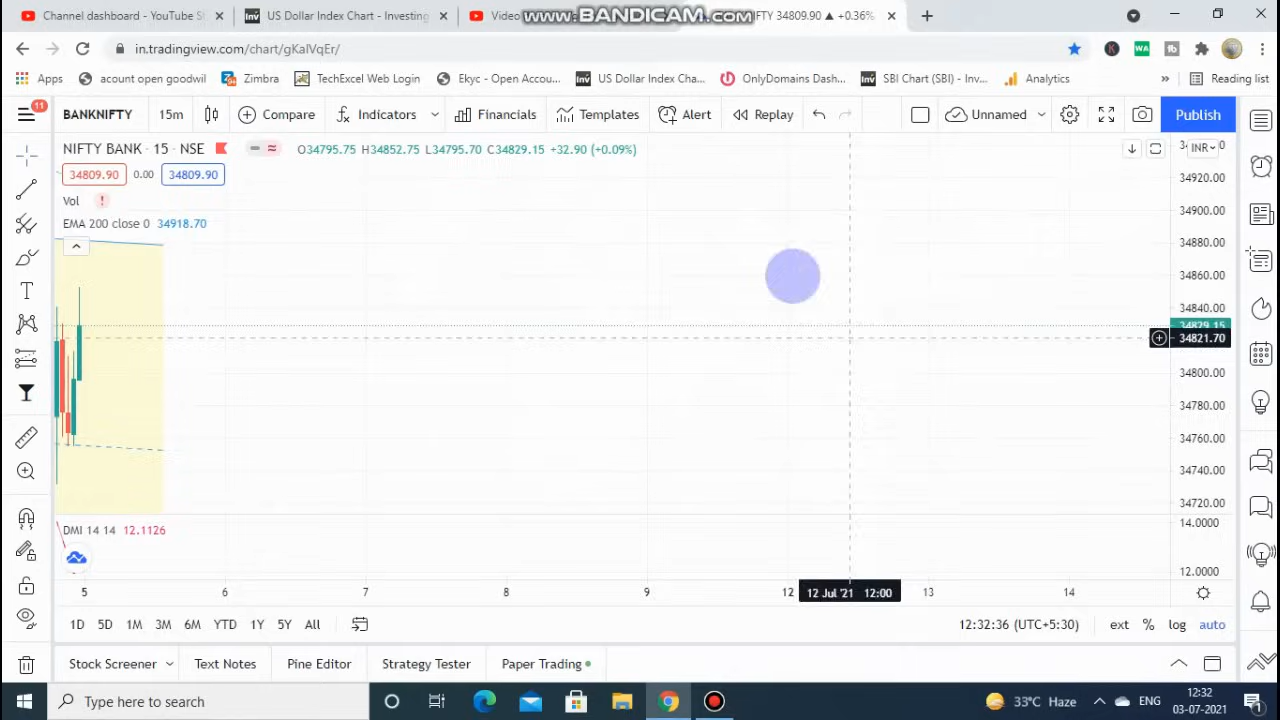 Channel dashboard - YouTube St
US Dollar Index Chart - Investing
Video
www.BANDICAM.com
IFTY 34809.90 ▲ +0.36%
in.tradingview.com/chart/gKaIVqEr/
Apps
acount open goodwil
Zimbra
TechExcel Web Login
Ekyc - Open Accou...
US Dollar Index Cha...
OnlyDomains Dash...
SBI Chart (SBI) - Inv...
Analytics
»
Reading list
11
BANKNIFTY
15m
Compare
Indicators
Financials
Templates
Alert
Replay
Unnamed
Publish
NIFTY BANK · 15 · NSE
O34795.75 H34852.75 L34795.70 C34829.15 +32.90 (+0.09%)
INR
34809.90
0.00
34809.90
Vol
EMA 200 close 0 34918.70
34920.00
34900.00
34880.00
34860.00
34840.00
34829.15
34821.70
34800.00
34780.00
34760.00
34740.00
34720.00
14.0000
12.0000
DMI 14 14 12.1126
5 6 7 8 9 12 12 Jul '21 12:00 13 14
1D 5D 1M 3M 6M YTD 1Y 5Y All
12:32:36 (UTC+5:30)
ext % log auto
Stock Screener
Text Notes
Pine Editor
Strategy Tester
Paper Trading
Type here to search
33°C Haze
ENG
12:32
03-07-2021
1